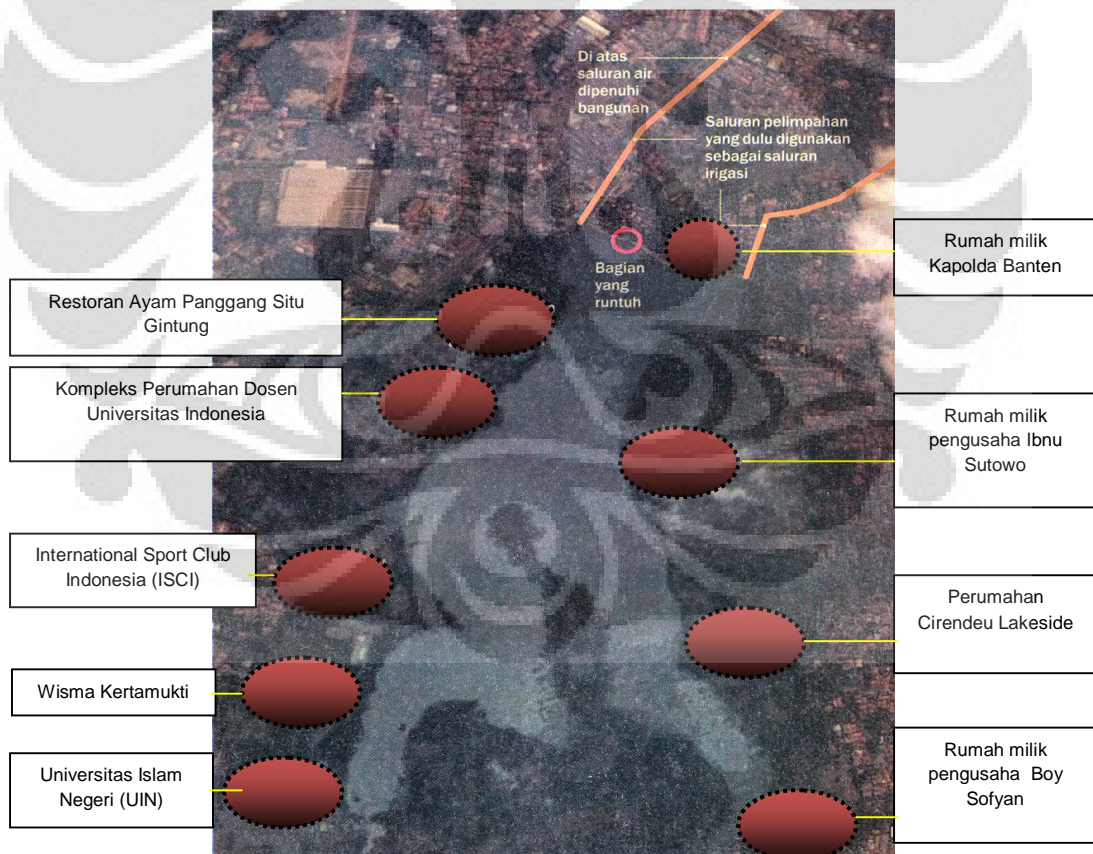 Di atas
saluran air
dipenuhi
bangunan
Saluran pelimpahan
yang dulu digunakan
sebagai saluran
irigasi
Bagian
yang
runtuh
Rumah milik
Kapolda Banten
Restoran Ayam Panggang Situ
Gintung
Kompleks Perumahan Dosen
Universitas Indonesia
Rumah milik
pengusaha Ibnu
Sutowo
International Sport Club
Indonesia (ISCI)
Perumahan
Cirendeu Lakeside
Wisma Kertamukti
Universitas Islam
Negeri (UIN)
Rumah milik
pengusaha Boy
Sofyan